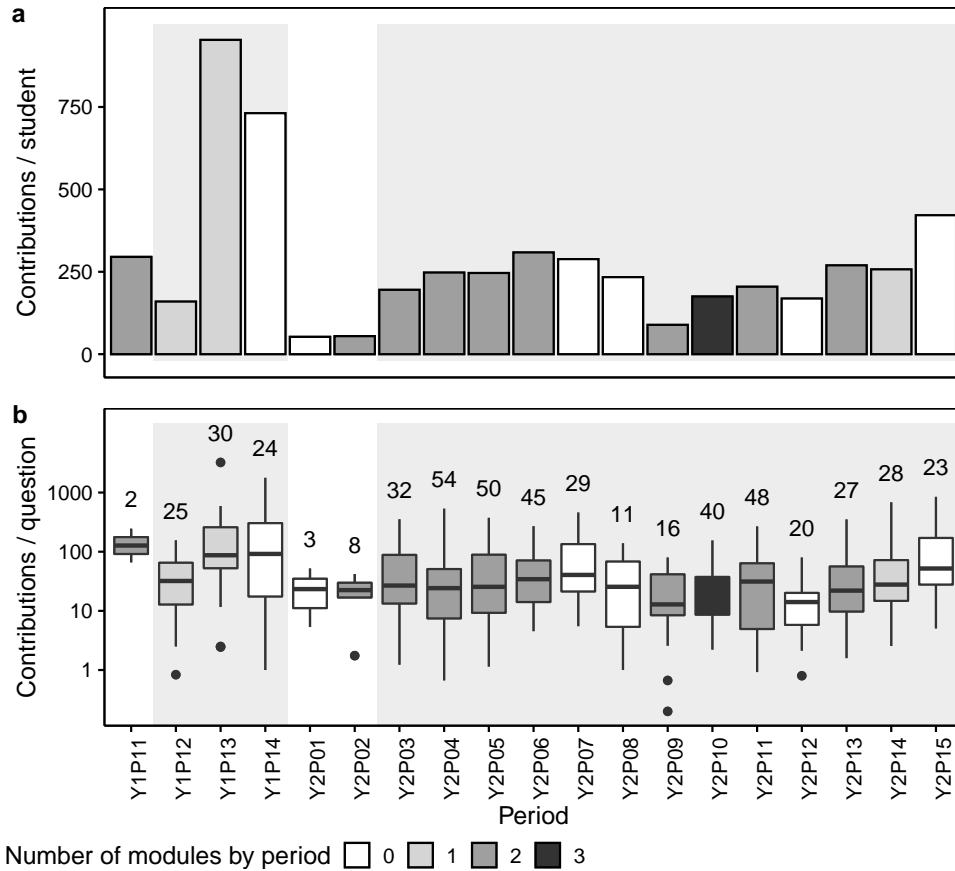 a
Contributions / student
750
500
250
0
b
Contributions / question
1000
100
10
1
2
25
30
24
3
8
32
54
50
45
29
11
16
40
48
20
27
28
23
Y1P11
Y1P12
Y1P13
Y1P14
Y2P01
Y2P02
Y2P03
Y2P04
Y2P05
Y2P06
Y2P07
Y2P08
Y2P09
Y2P10
Y2P11
Y2P12
Y2P13
Y2P14
Y2P15
Period
Number of modules by period 0 1 2 3